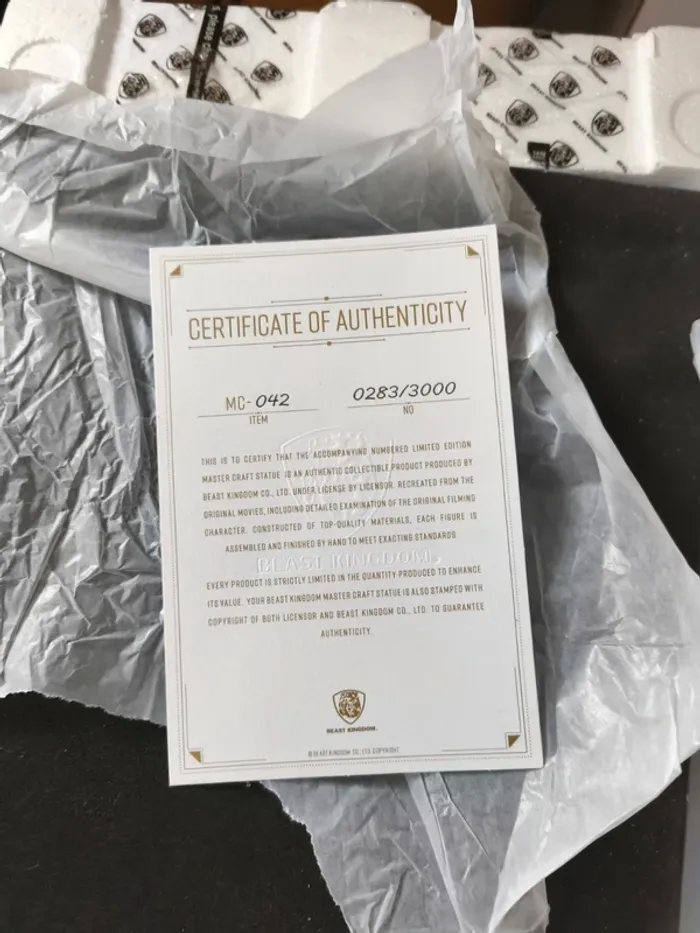 BEAST KINGDOM
CERTIFICATE OF AUTHENTICITY
MC-042 0283/3000
ITEM NO
THIS IS TO CERTIFY THAT THE ACCOMPANYING NUMBERED LIMITED EDITION
MASTER CRAFT STATUE IS AN AUTHENTIC COLLECTIBLE PRODUCT PRODUCED BY
BEAST KINGDOM CO., LTD. UNDER LICENSE BY LICENSOR. RECREATED FROM THE
ORIGINAL MOVIES, INCLUDING DETAILED EXAMINATION OF THE ORIGINAL FILMING
CHARACTER. CONSTRUCTED OF TOP-QUALITY MATERIALS, EACH FIGURE IS
ASSEMBLED AND FINISHED BY HAND TO MEET EXACTING STANDARDS
BEAST KINGDOM
EVERY PRODUCT IS STRICTLY LIMITED IN THE QUANTITY PRODUCED TO ENHANCE
ITS VALUE. YOUR BEAST KINGDOM MASTER CRAFT STATUE IS ALSO STAMPED WITH
COPYRIGHT OF BOTH LICENSOR AND BEAST KINGDOM CO., LTD. TO GUARANTEE
AUTHENTICITY.
BEAST KINGDOM.
© BEAST KINGDOM CO., LTD. COPYRIGHT